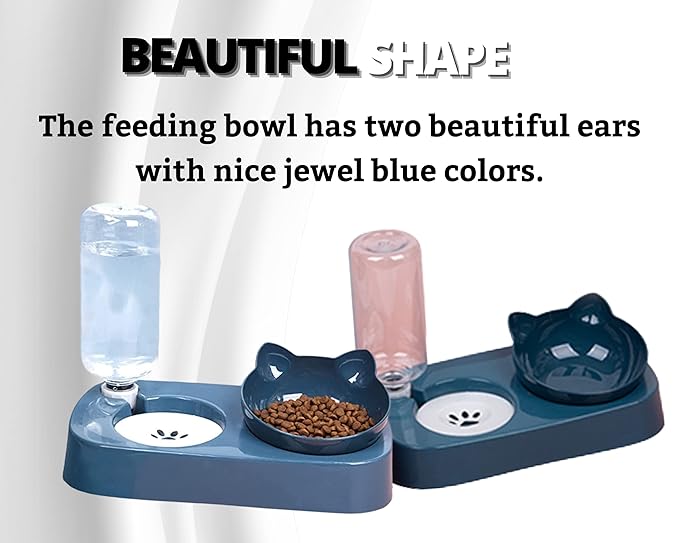 BEAUTIFUL SHAPE
The feeding bowl has two beautiful ears
with nice jewel blue colors.